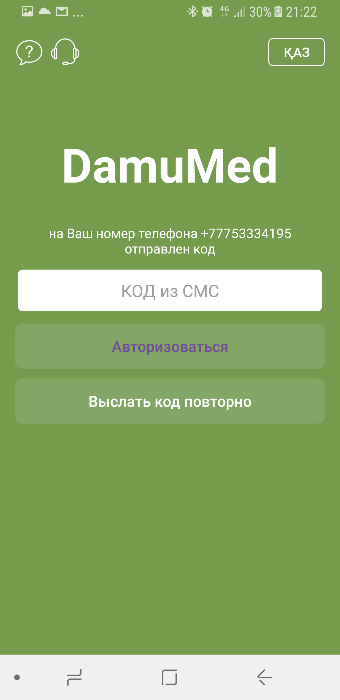 ... 4G 30% 21:22
? ҚАЗ
DamuMed
на Ваш номер телефона +77753334195
отправлен код
КОД из СМС
Авторизоваться
Выслать код повторно